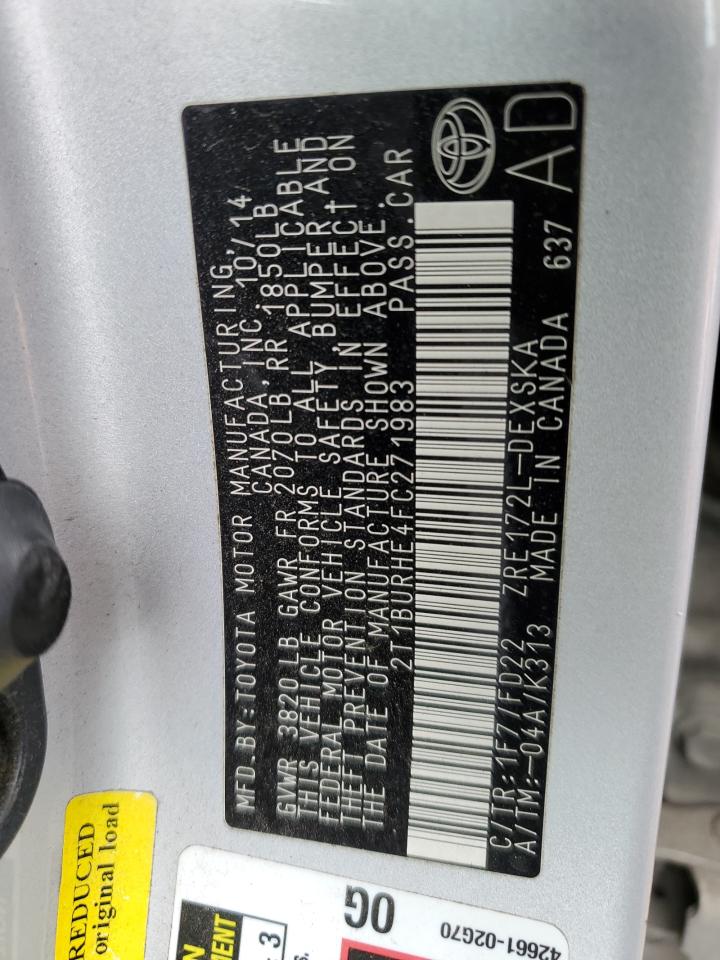 MFD.BY:TOYOTA MOTOR MANUFACTURING,
CANADA,INC. 10/14
GVWR 3820LB GAWR FR 2070LB,RR 1850LB
THIS VEHICLE CONFORMS TO ALL APPLICABLE
FEDERAL MOTOR VEHICLE SAFETY, BUMPER, AND
THEFT PREVENTION STANDARDS IN EFFECT ON
THE DATE OF MANUFACTURE SHOWN ABOVE.
2T1BURHE4FC271983 PASS.CAR
C/TR:1F7/FD22 ZRE172L-DEXSKA
A/TM:-04A/K313 MADE IN CANADA 637
AD
REDUCED
original load
0G
42661-02G70